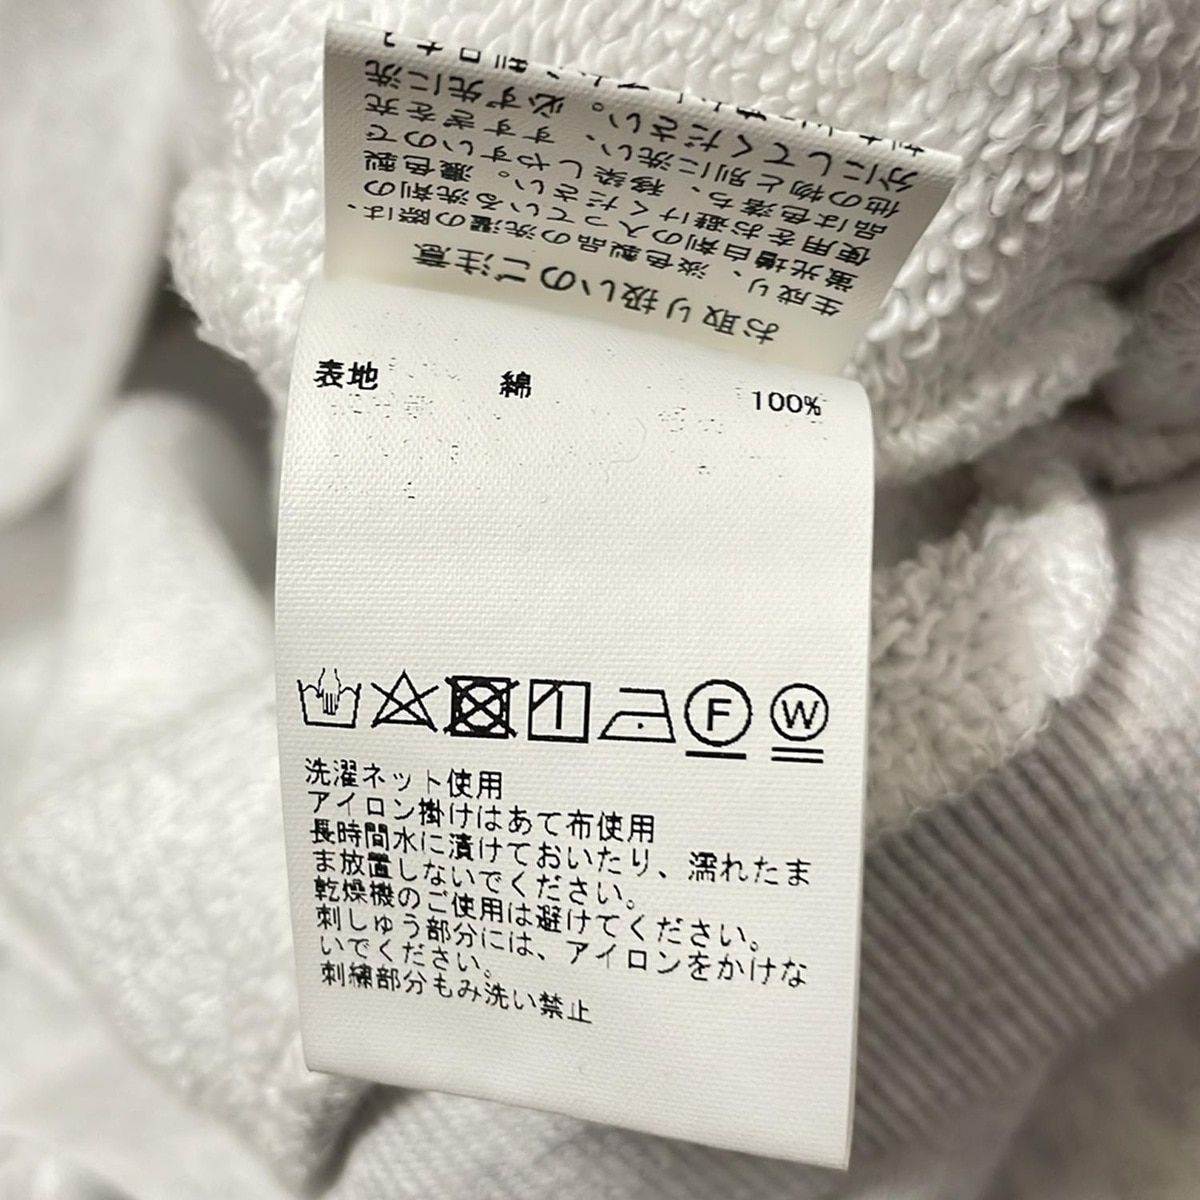 お取り扱いのご注意
生成り、淡色製品の洗濯の際は、
蛍光増白剤の入っている洗剤の
使用をお避けください。濃色製
品は色落ち、移染しやすいので
他の物と別に洗い、すすぎを充
分にしてください。必ず先に洗
表地 綿 100%
F W
洗濯ネット使用
アイロン掛けはあて布使用
長時間水に漬けておいたり、濡れたま
ま放置しないでください。
乾燥機のご使用は避けてください。
刺しゅう部分には、アイロンをかけな
いでください。
刺繍部分もみ洗い禁止